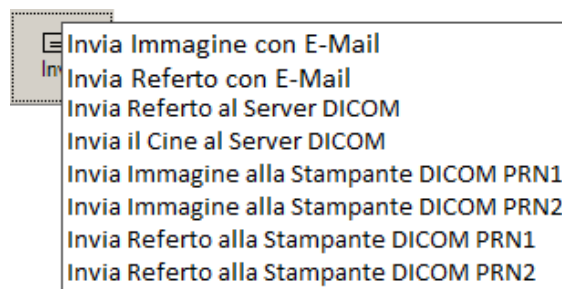 Invia Immagine con E-Mail
Invia Referto con E-Mail
Invia Referto al Server DICOM
Invia il Cine al Server DICOM
Invia Immagine alla Stampante DICOM PRN1
Invia Immagine alla Stampante DICOM PRN2
Invia Referto alla Stampante DICOM PRN1
Invia Referto alla Stampante DICOM PRN2